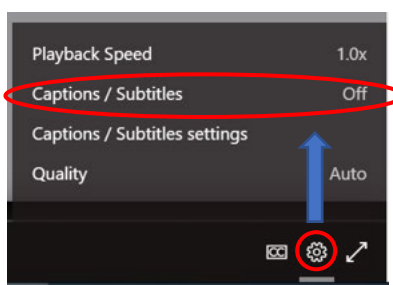 Playback Speed 1.0x
Captions / Subtitles Off
Captions / Subtitles settings
Quality Auto
CC